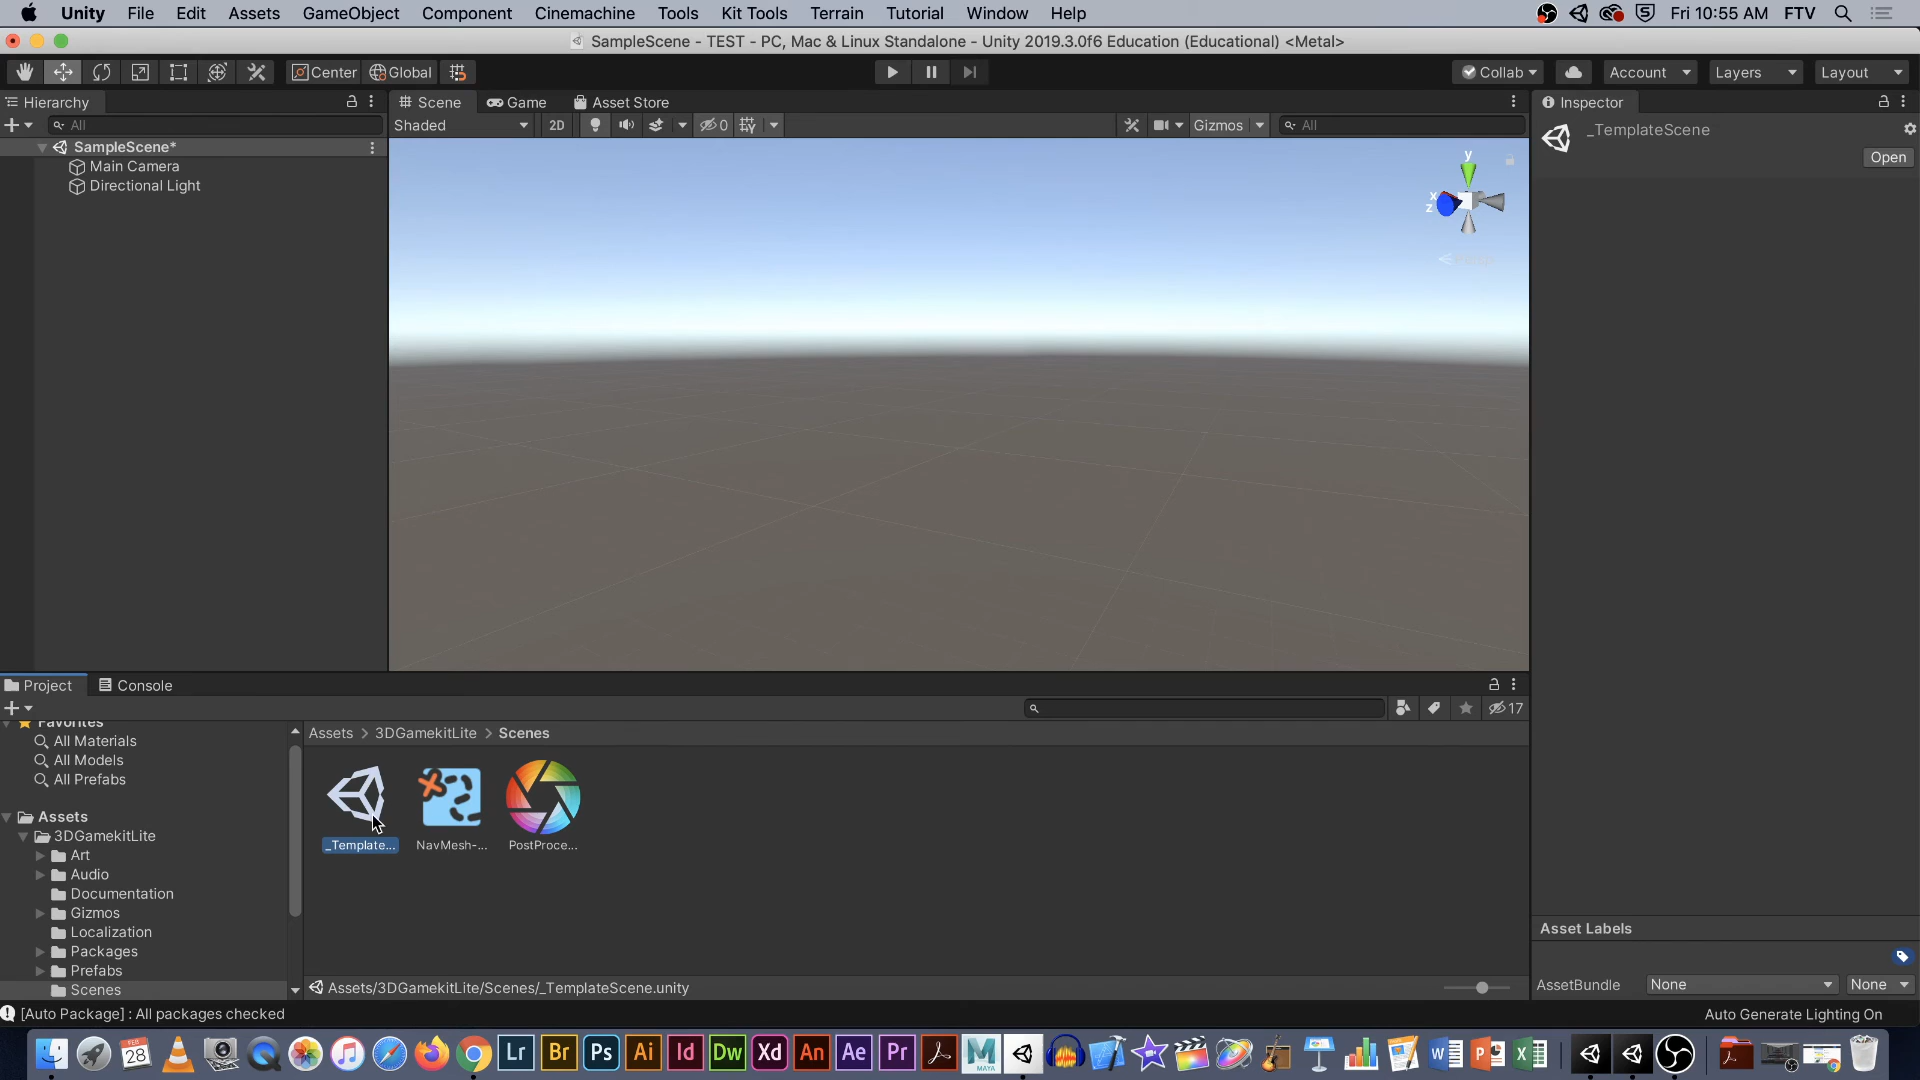 Unity File Edit Assets GameObject Component Cinemachine Tools Kit Tools Terrain Tutorial Window Help Fri 10:55 AM FTV
SampleScene - TEST - PC, Mac & Linux Standalone - Unity 2019.3.0f6 Education (Educational) <Metal>
Center Global Collab Account Layers Layout
Hierarchy Scene Game Asset Store Inspector
All Shaded 2D 0 Gizmos All
_TemplateScene
Open
SampleScene*
Main Camera
Directional Light
y
x
z
Project Console
17
Favorites
All Materials
All Models
All Prefabs
Assets > 3DGamekitLite > Scenes
_Template... NavMesh-... PostProce...
Assets
3DGamekitLite
Art
Audio
Documentation
Gizmos
Localization
Packages
Prefabs
Scenes
Assets/3DGamekitLite/Scenes/_TemplateScene.unity
Asset Labels
AssetBundle None None
[Auto Package] : All packages checked
Auto Generate Lighting On
FEB
28
Lr Br Ps Ai Id Dw Xd An Ae Pr
MAYA
W P X